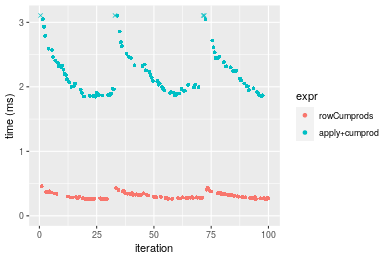 3
2
1
0
time (ms)
0
25
50
75
100
iteration
expr
rowCumprods
apply+cumprod